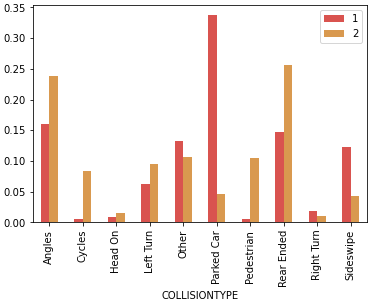 0.35
0.30
0.25
0.20
0.15
0.10
0.05
0.00
1
2
Angles
Cycles
Head On
Left Turn
Other
Parked Car
Pedestrian
Rear Ended
Right Turn
Sideswipe
COLLISIONTYPE